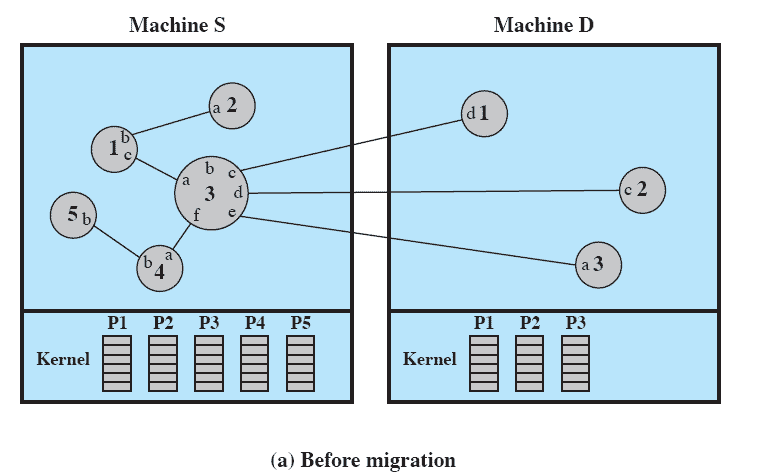 Machine S
Machine D
a 2
1 b c
a b c d e f 3
5 b
b a 4
d 1
c 2
a 3
P1 P2 P3 P4 P5
Kernel
P1 P2 P3
Kernel
(a) Before migration